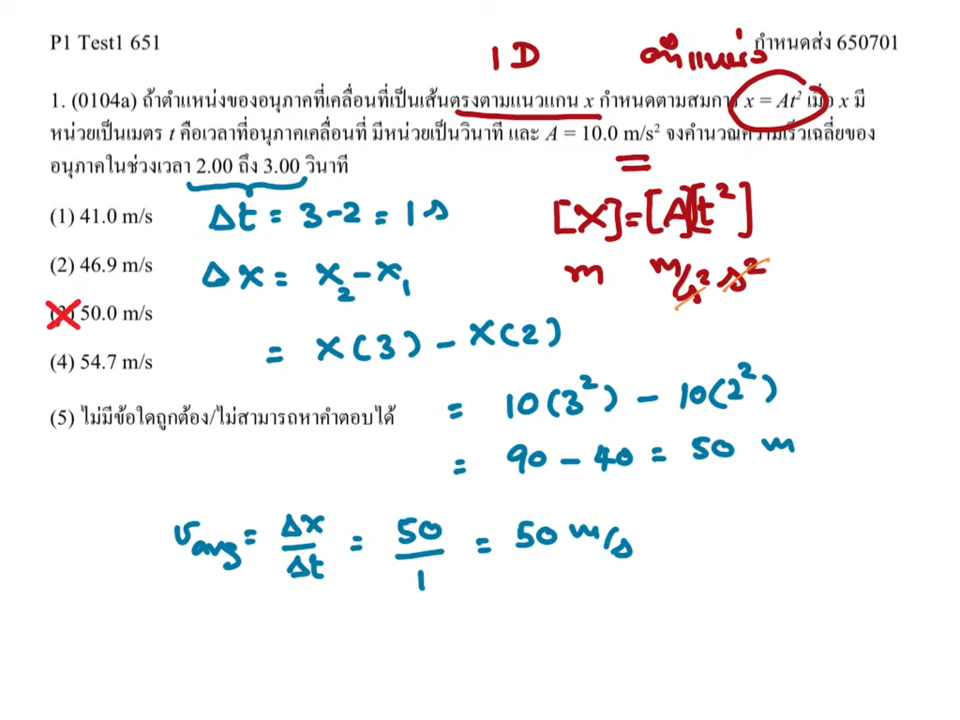 P1 Test1 651
กำหนดส่ง 650701
1D
ตำแหน่ง
1. (0104a) ถ้าตำแหน่งของอนุภาคที่เคลื่อนที่เป็นเส้นตรงตามแนวแกน x กำหนดตามสมการ x = At² เมื่อ x มี
หน่วยเป็นเมตร t คือเวลาที่อนุภาคเคลื่อนที่ มีหน่วยเป็นวินาที และ A = 10.0 m/s² จงคำนวณความเร็วเฉลี่ยของ
อนุภาคในช่วงเวลา 2.00 ถึง 3.00 วินาที
(1) 41.0 m/s
Δt = 3-2 = 1 s
[x]=[A][t²]
(2) 46.9 m/s
Δx = x₂-x₁
m m/s² s²
(3) 50.0 m/s
= x(3) - x(2)
(4) 54.7 m/s
= 10(3²) - 10(2²)
(5) ไม่มีข้อใดถูกต้อง/ไม่สามารถหาคำตอบได้
= 90 - 40 = 50 m
v avg = Δx/Δt = 50/1 = 50 m/s